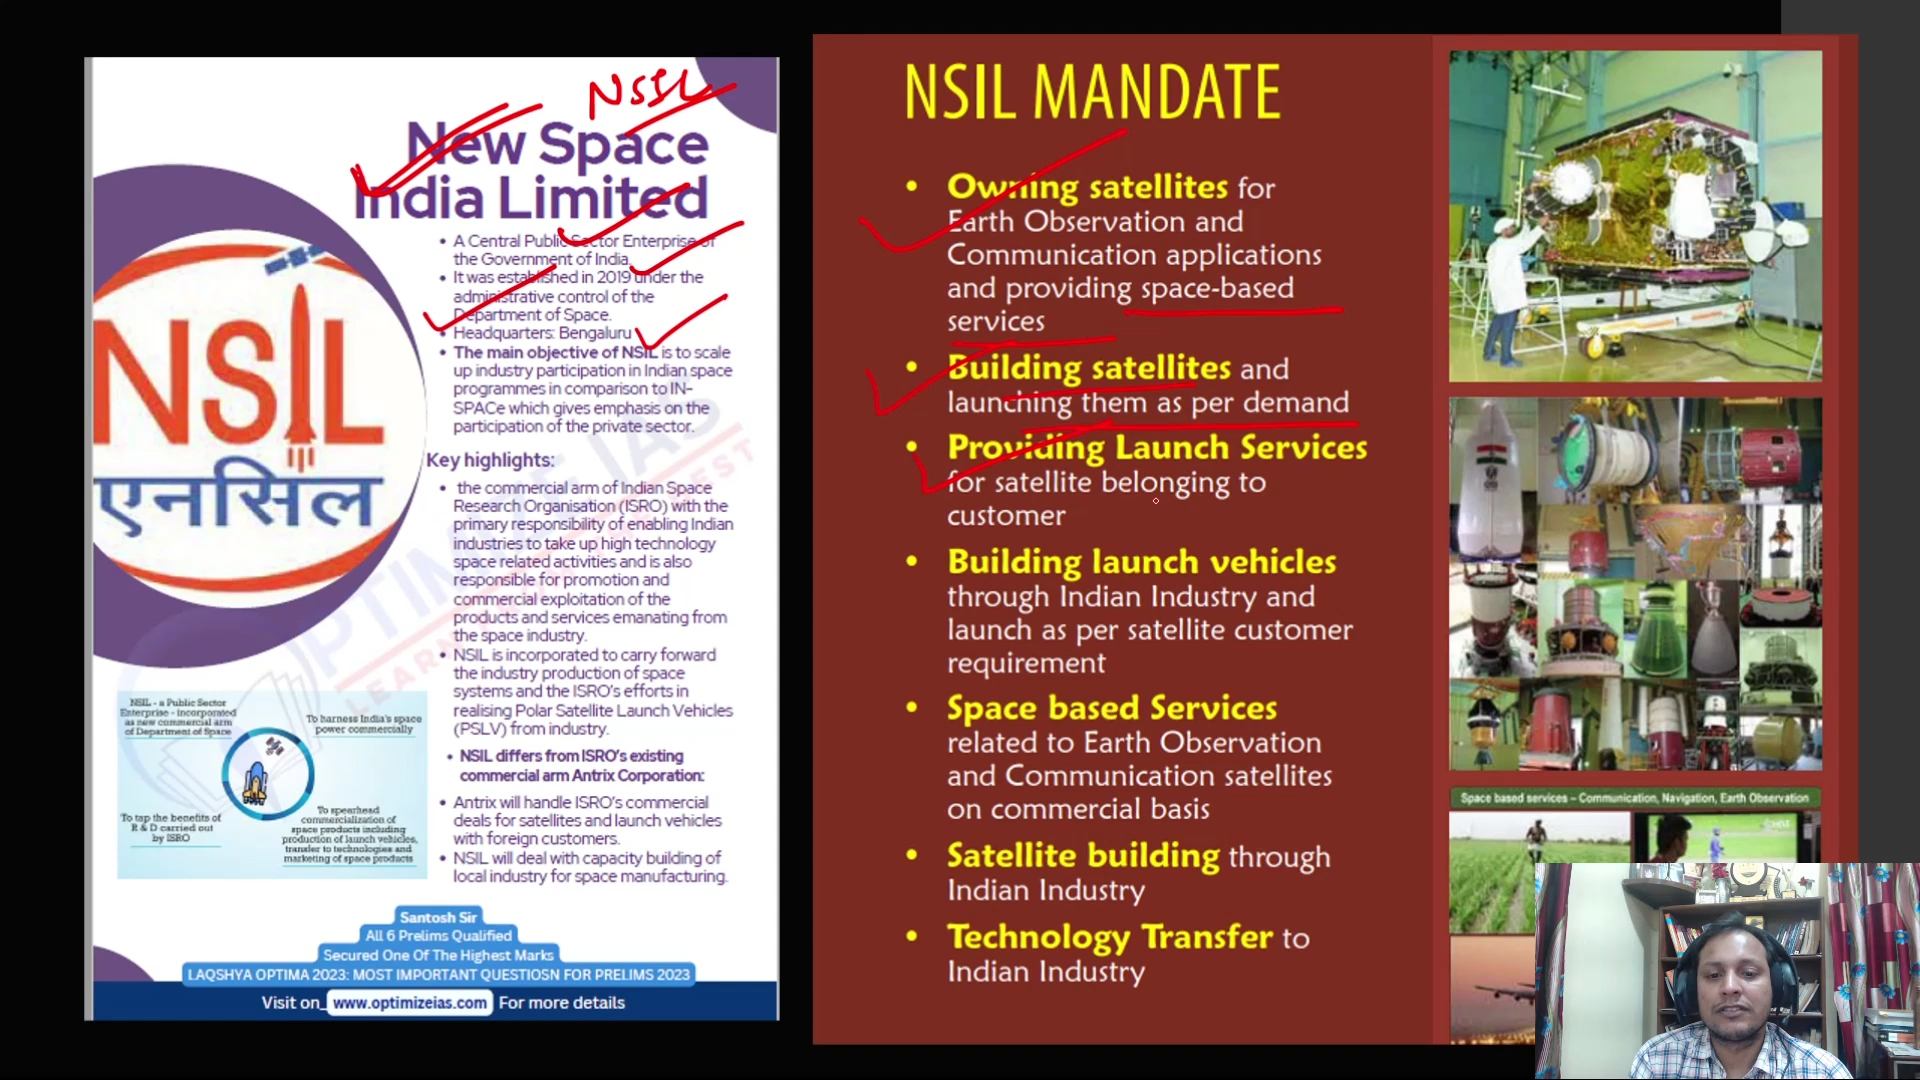 NSIL
New Space
India Limited
• A Central Public Sector Enterprise of
the Government of India.
• It was established in 2019 under the
administrative control of the
Department of Space.
• Headquarters: Bengaluru
• The main objective of NSIL is to scale
up industry participation in Indian space
programmes in comparison to IN-
SPACe which gives emphasis on the
participation of the private sector.
Key highlights:
• the commercial arm of Indian Space
Research Organisation (ISRO) with the
primary responsibility of enabling Indian
industries to take up high technology
space related activities and is also
responsible for promotion and
commercial exploitation of the
products and services emanating from
the space industry.
• NSIL is incorporated to carry forward
the industry production of space
systems and the ISRO's efforts in
realising Polar Satellite Launch Vehicles
(PSLV) from industry.
• NSIL differs from ISRO's existing
commercial arm Antrix Corporation:
• Antrix will handle ISRO's commercial
deals for satellites and launch vehicles
with foreign customers.
• NSIL will deal with capacity building of
local industry for space manufacturing.
NSIL
एनसिल
NSIL - a Public Sector
Enterprise - incorporated
as new commercial arm
of Department of Space
To harness India's space
power commercially
To tap the benefits of
R & D carried out
by ISRO
To spearhead
commercialization of
space products including
production of launch vehicles,
transfer to technologies and
marketing of space products
Santosh Sir
All 6 Prelims Qualified
Secured One Of The Highest Marks
LAQSHYA OPTIMA 2023: MOST IMPORTANT QUESTIOSN FOR PRELIMS 2023
Visit on_ www.optimizeias.com For more details
NSIL MANDATE
• Owning satellites for
Earth Observation and
Communication applications
and providing space-based
services
• Building satellites and
launching them as per demand
• Providing Launch Services
for satellite belonging to
customer
• Building launch vehicles
through Indian Industry and
launch as per satellite customer
requirement
• Space based Services
related to Earth Observation
and Communication satellites
on commercial basis
• Satellite building through
Indian Industry
• Technology Transfer to
Indian Industry
Space based services – Communication, Navigation, Earth Observation